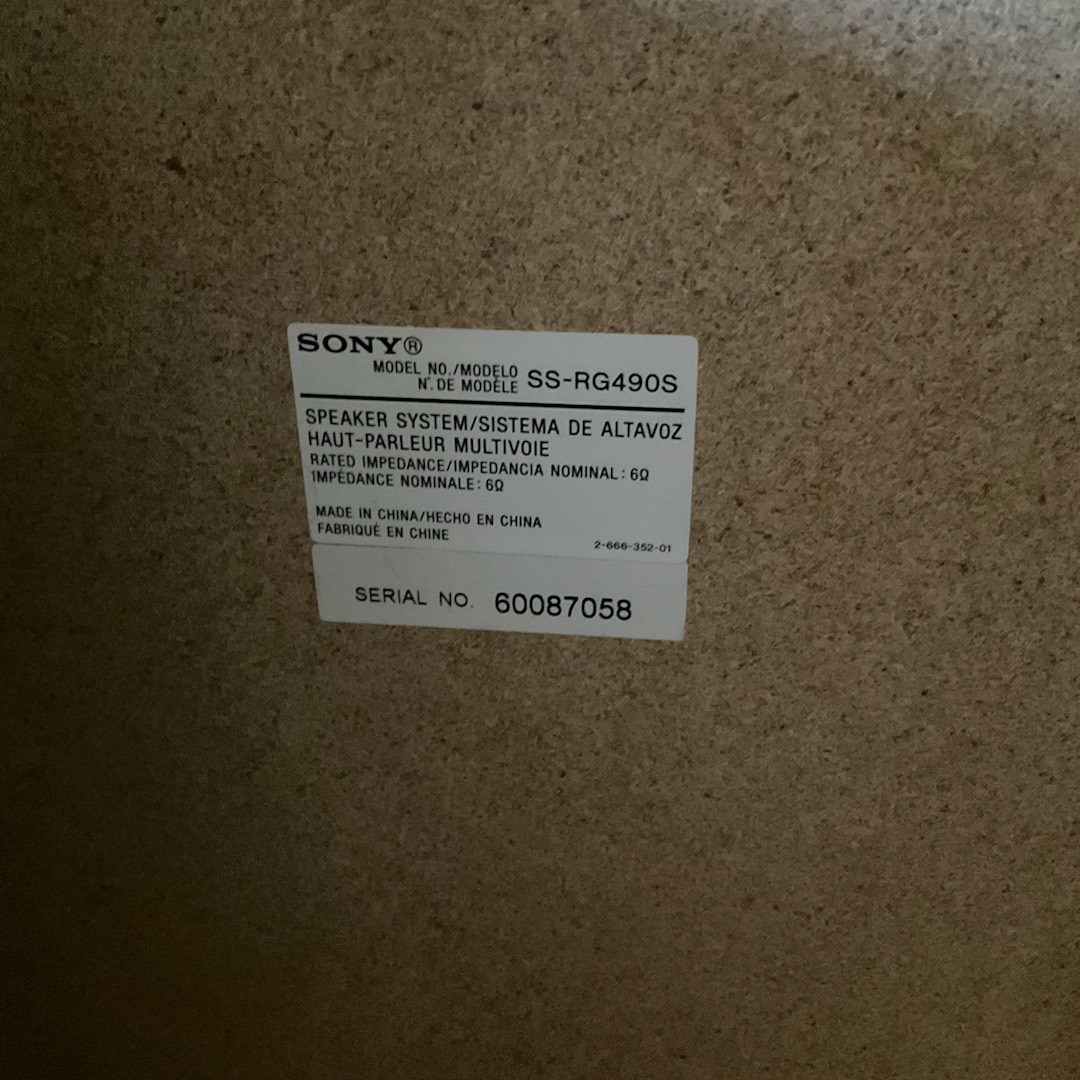 SONY®
MODEL NO./MODELO
N°. DE MODÈLE SS-RG490S
SPEAKER SYSTEM/SISTEMA DE ALTAVOZ
HAUT-PARLEUR MULTIVOIE
RATED IMPEDANCE/IMPEDANCIA NOMINAL: 6Ω
IMPÉDANCE NOMINALE: 6Ω
MADE IN CHINA/HECHO EN CHINA
FABRIQUÉ EN CHINE
2-666-352-01
SERIAL NO. 60087058